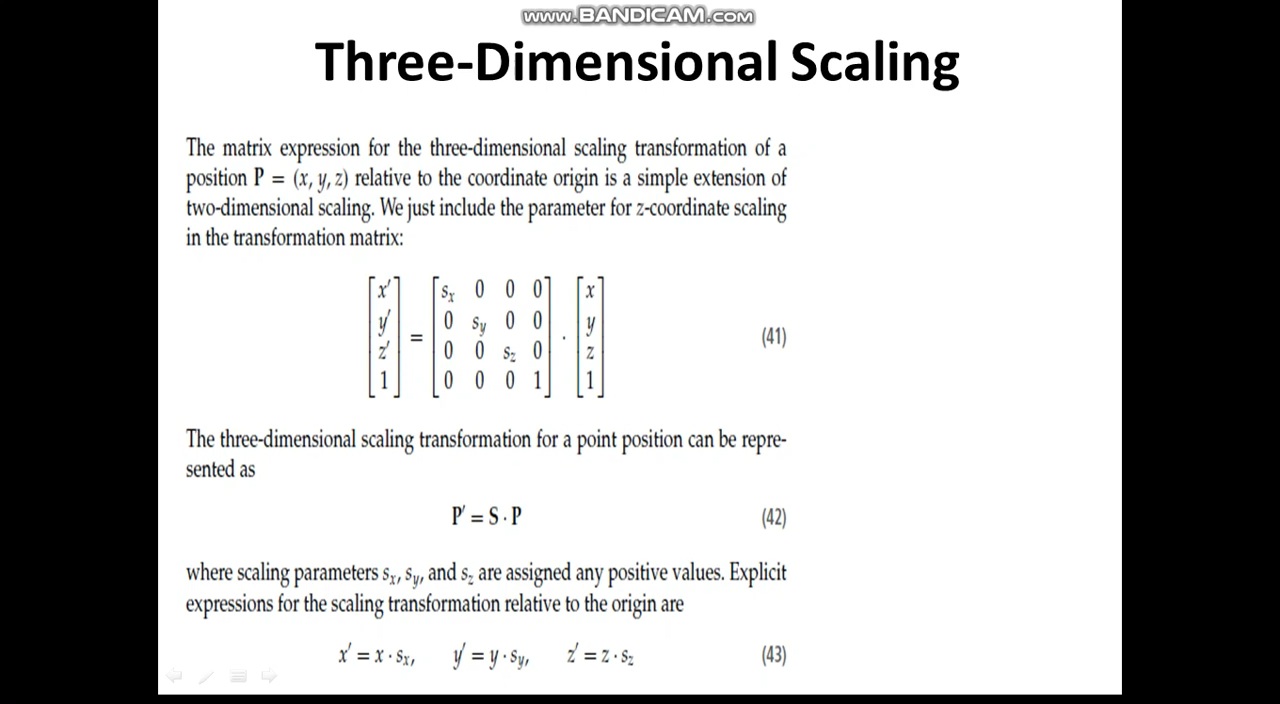 www.BANDICAM.com
Three-Dimensional Scaling
The matrix expression for the three-dimensional scaling transformation of a
position P = (x, y, z) relative to the coordinate origin is a simple extension of
two-dimensional scaling. We just include the parameter for z-coordinate scaling
in the transformation matrix:
[x′] [sx 0 0 0] [x]
[y′] [0 sy 0 0] [y]
[z′] = [0 0 sz 0] · [z] (41)
[1] [0 0 0 1] [1]
The three-dimensional scaling transformation for a point position can be repre-
sented as
P′ = S · P (42)
where scaling parameters sx, sy, and sz are assigned any positive values. Explicit
expressions for the scaling transformation relative to the origin are
x′ = x · sx, y′ = y · sy, z′ = z · sz (43)